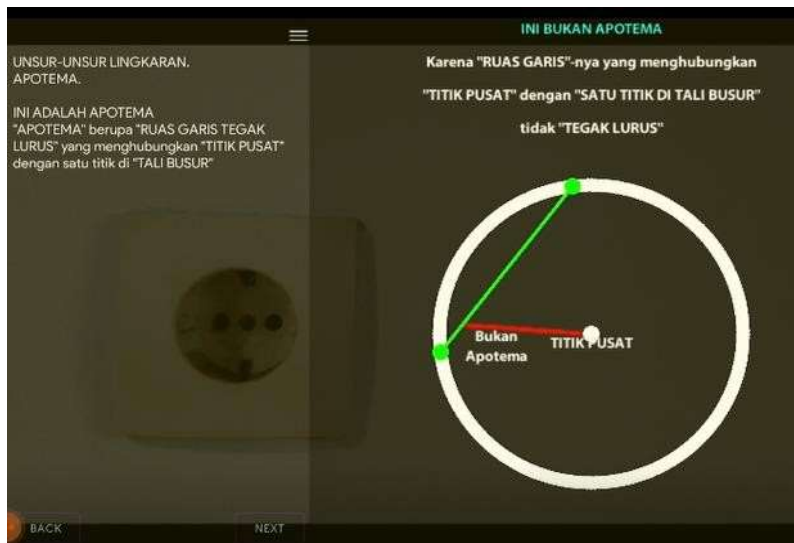 UNSUR-UNSUR LINGKARAN.
APOTEMA.
INI ADALAH APOTEMA
"APOTEMA" berupa "RUAS GARIS TEGAK
LURUS" yang menghubungkan "TITIK PUSAT"
dengan satu titik di "TALI BUSUR"
BACK
NEXT
INI BUKAN APOTEMA
Karena "RUAS GARIS"-nya yang menghubungkan
"TITIK PUSAT" dengan "SATU TITIK DI TALI BUSUR"
tidak "TEGAK LURUS"
Bukan
Apotema
TITIK PUSAT